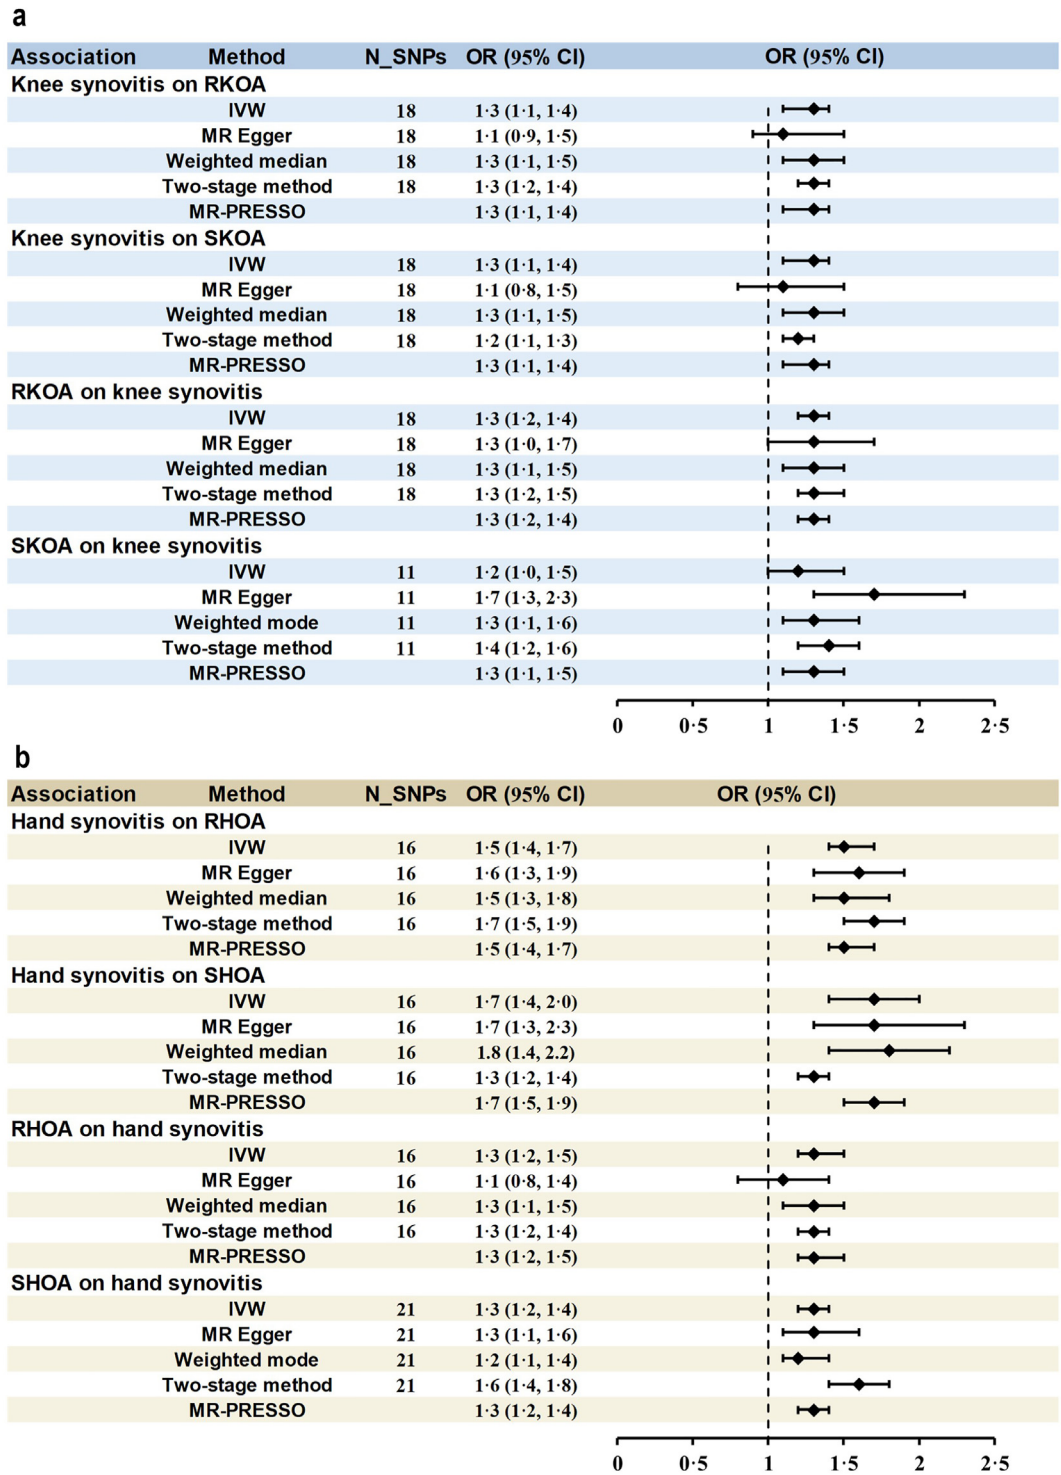 a
Association Method N_SNPs OR (95% CI) OR (95% CI)
Knee synovitis on RKOA
IVW 18 1·3 (1·1, 1·4)
MR Egger 18 1·1 (0·9, 1·5)
Weighted median 18 1·3 (1·1, 1·5)
Two-stage method 18 1·3 (1·2, 1·4)
MR-PRESSO 1·3 (1·1, 1·4)
Knee synovitis on SKOA
IVW 18 1·3 (1·1, 1·4)
MR Egger 18 1·1 (0·8, 1·5)
Weighted median 18 1·3 (1·1, 1·5)
Two-stage method 18 1·2 (1·1, 1·3)
MR-PRESSO 1·3 (1·1, 1·4)
RKOA on knee synovitis
IVW 18 1·3 (1·2, 1·4)
MR Egger 18 1·3 (1·0, 1·7)
Weighted median 18 1·3 (1·1, 1·5)
Two-stage method 18 1·3 (1·2, 1·5)
MR-PRESSO 1·3 (1·2, 1·4)
SKOA on knee synovitis
IVW 11 1·2 (1·0, 1·5)
MR Egger 11 1·7 (1·3, 2·3)
Weighted mode 11 1·3 (1·1, 1·6)
Two-stage method 11 1·4 (1·2, 1·6)
MR-PRESSO 1·3 (1·1, 1·5)
0 0·5 1 1·5 2 2·5
b
Association Method N_SNPs OR (95% CI) OR (95% CI)
Hand synovitis on RHOA
IVW 16 1·5 (1·4, 1·7)
MR Egger 16 1·6 (1·3, 1·9)
Weighted median 16 1·5 (1·3, 1·8)
Two-stage method 16 1·7 (1·5, 1·9)
MR-PRESSO 1·5 (1·4, 1·7)
Hand synovitis on SHOA
IVW 16 1·7 (1·4, 2·0)
MR Egger 16 1·7 (1·3, 2·3)
Weighted median 16 1.8 (1.4, 2.2)
Two-stage method 16 1·3 (1·2, 1·4)
MR-PRESSO 1·7 (1·5, 1·9)
RHOA on hand synovitis
IVW 16 1·3 (1·2, 1·5)
MR Egger 16 1·1 (0·8, 1·4)
Weighted median 16 1·3 (1·1, 1·5)
Two-stage method 16 1·3 (1·2, 1·4)
MR-PRESSO 1·3 (1·2, 1·5)
SHOA on hand synovitis
IVW 21 1·3 (1·2, 1·4)
MR Egger 21 1·3 (1·1, 1·6)
Weighted mode 21 1·2 (1·1, 1·4)
Two-stage method 21 1·6 (1·4, 1·8)
MR-PRESSO 1·3 (1·2, 1·4)
0 0·5 1 1·5 2 2·5